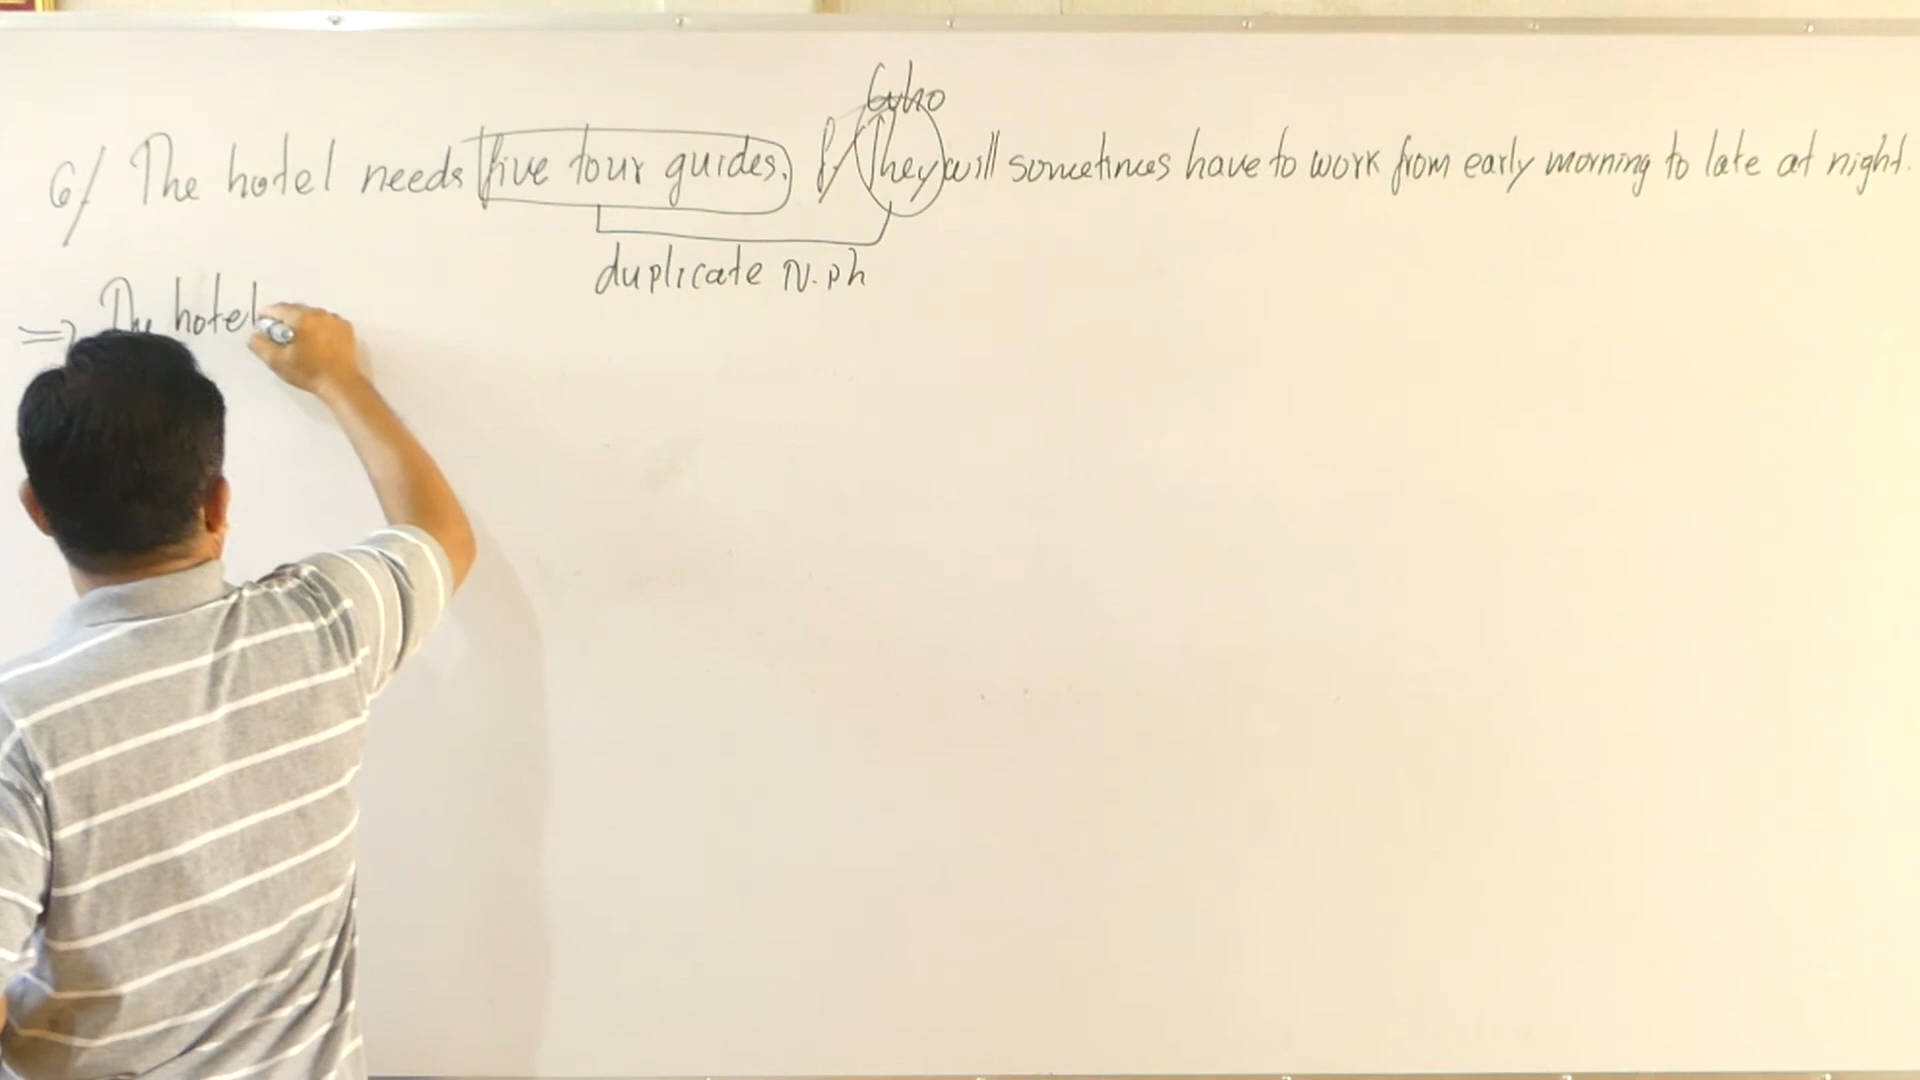 who
6/ The hotel needs five tour guides. // They will sometimes have to work from early morning to late at night.
duplicate N.ph
=> The hotel